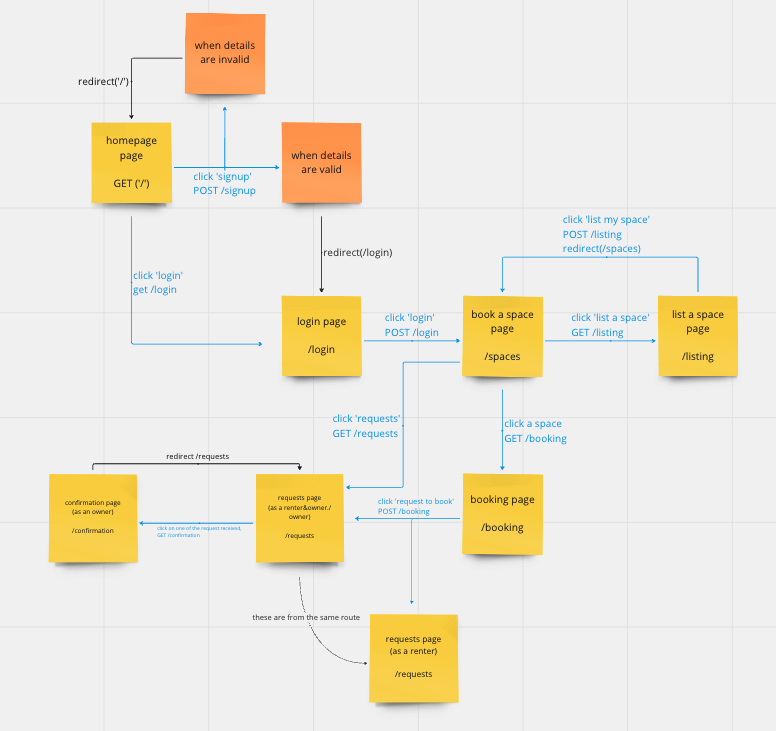 when details
are invalid
redirect('/')
homepage
page
GET ('/')
click 'signup'
POST /signup
when details
are valid
click 'list my space'
POST /listing
redirect(/spaces)
redirect(/login)
click 'login'
get /login
login page
/login
click 'login'
POST /login
book a space
page
/spaces
click 'list a space'
GET /listing
list a space
page
/listing
click 'requests'
GET /requests
click a space
GET /booking
redirect /requests
confirmation page
(as an owner)
/confirmation
click on one of the request received,
GET /confirmation
requests page
(as a renter&owner./
owner)
/requests
click 'request to book'
POST /booking
booking page
/booking
these are from the same route
requests page
(as a renter)
/requests